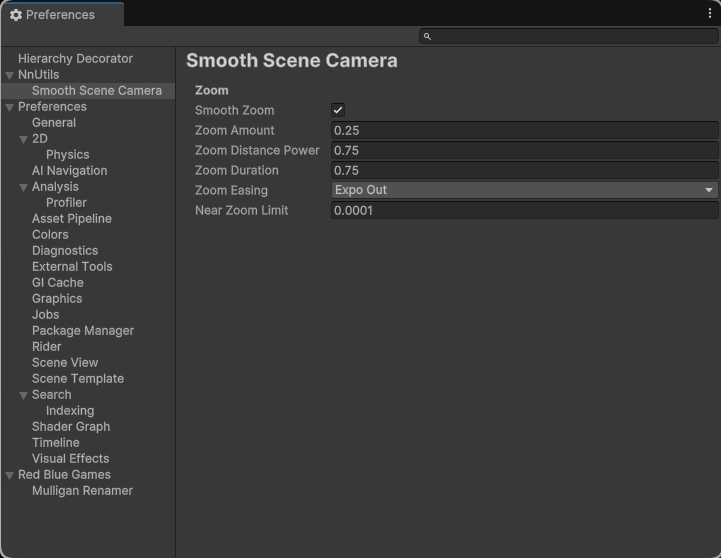 Preferences
Hierarchy Decorator
NnUtils
Smooth Scene Camera
Preferences
General
2D
Physics
AI Navigation
Analysis
Profiler
Asset Pipeline
Colors
Diagnostics
External Tools
GI Cache
Graphics
Jobs
Package Manager
Rider
Scene View
Scene Template
Search
Indexing
Shader Graph
Timeline
Visual Effects
Red Blue Games
Mulligan Renamer
Smooth Scene Camera
Zoom
Smooth Zoom
Zoom Amount 0.25
Zoom Distance Power 0.75
Zoom Duration 0.75
Zoom Easing Expo Out
Near Zoom Limit 0.0001